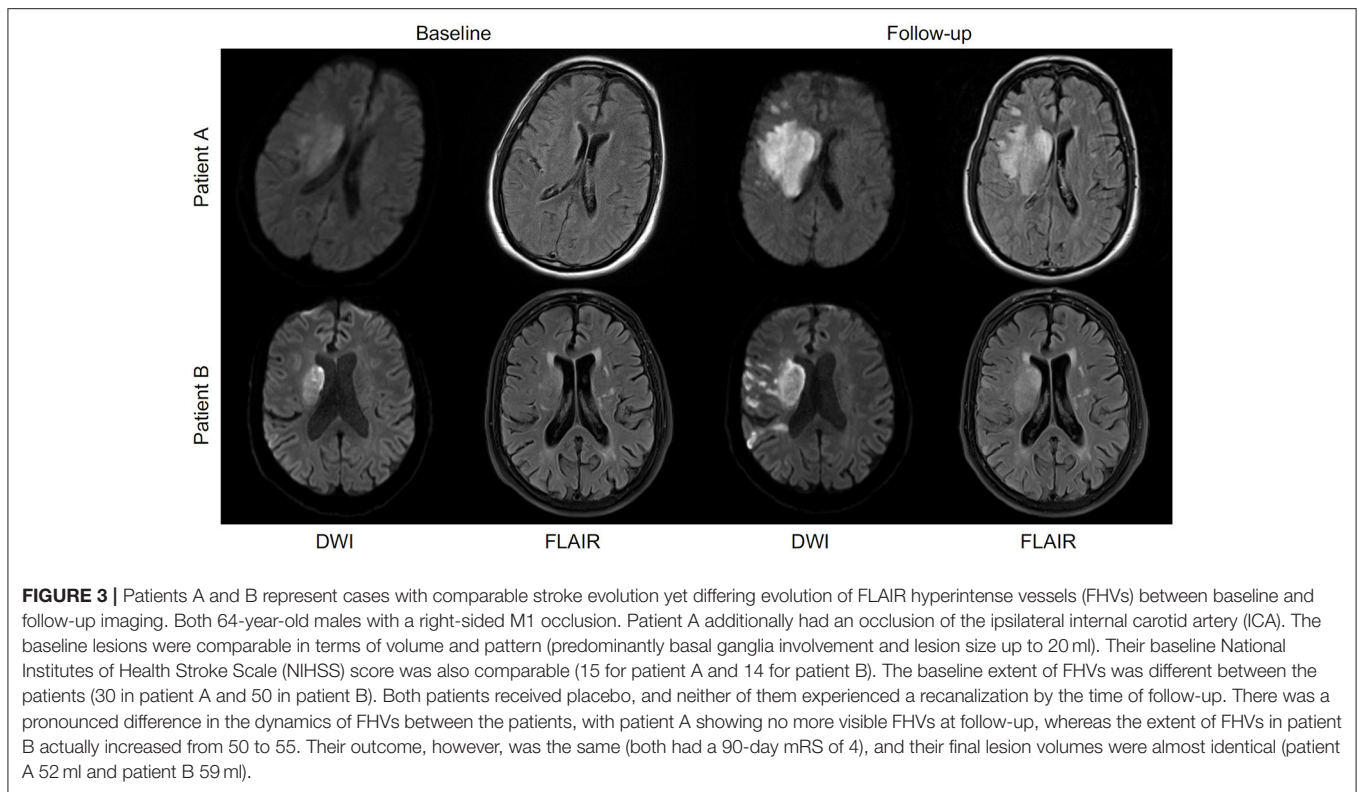 Baseline
Follow-up
Patient A
Patient B
DWI
FLAIR
DWI
FLAIR
FIGURE 3 | Patients A and B represent cases with comparable stroke evolution yet differing evolution of FLAIR hyperintense vessels (FHVs) between baseline and
follow-up imaging. Both 64-year-old males with a right-sided M1 occlusion. Patient A additionally had an occlusion of the ipsilateral internal carotid artery (ICA). The
baseline lesions were comparable in terms of volume and pattern (predominantly basal ganglia involvement and lesion size up to 20 ml). Their baseline National
Institutes of Health Stroke Scale (NIHSS) score was also comparable (15 for patient A and 14 for patient B). The baseline extent of FHVs was different between the
patients (30 in patient A and 50 in patient B). Both patients received placebo, and neither of them experienced a recanalization by the time of follow-up. There was a
pronounced difference in the dynamics of FHVs between the patients, with patient A showing no more visible FHVs at follow-up, whereas the extent of FHVs in patient
B actually increased from 50 to 55. Their outcome, however, was the same (both had a 90-day mRS of 4), and their final lesion volumes were almost identical (patient
A 52 ml and patient B 59 ml).